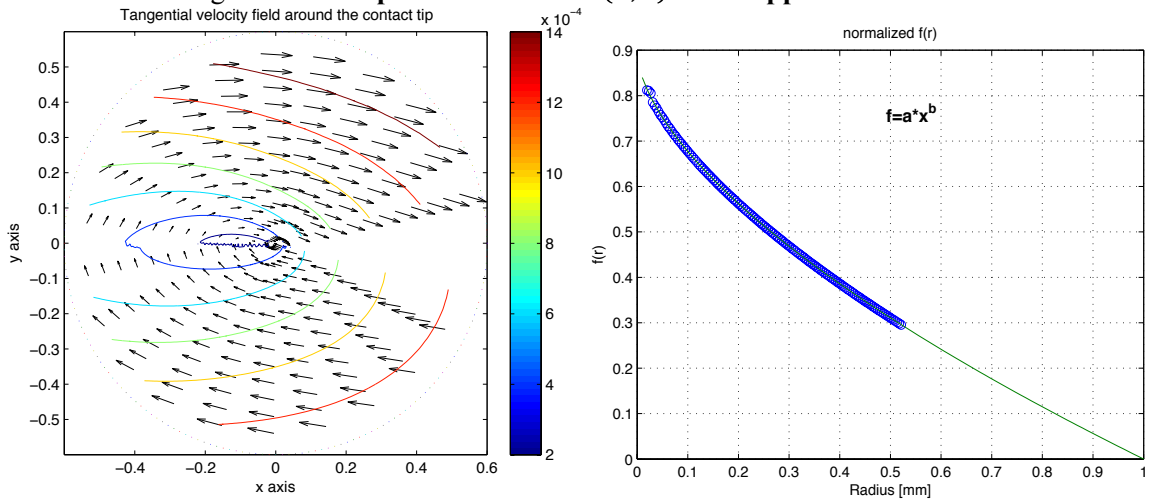 Tangential velocity field around the contact tip
x 10−4
0.5
0.4
0.3
0.2
0.1
0
−0.1
−0.2
−0.3
−0.4
−0.5
y axis
−0.4 −0.2 0 0.2 0.4 0.6
x axis
14
12
10
8
6
4
2
normalized f(r)
0.9
0.8
0.7
0.6
0.5
0.4
0.3
0.2
0.1
0
f(r)
f=a*xb
0 0.1 0.2 0.3 0.4 0.5 0.6 0.7 0.8 0.9 1
Radius [mm]